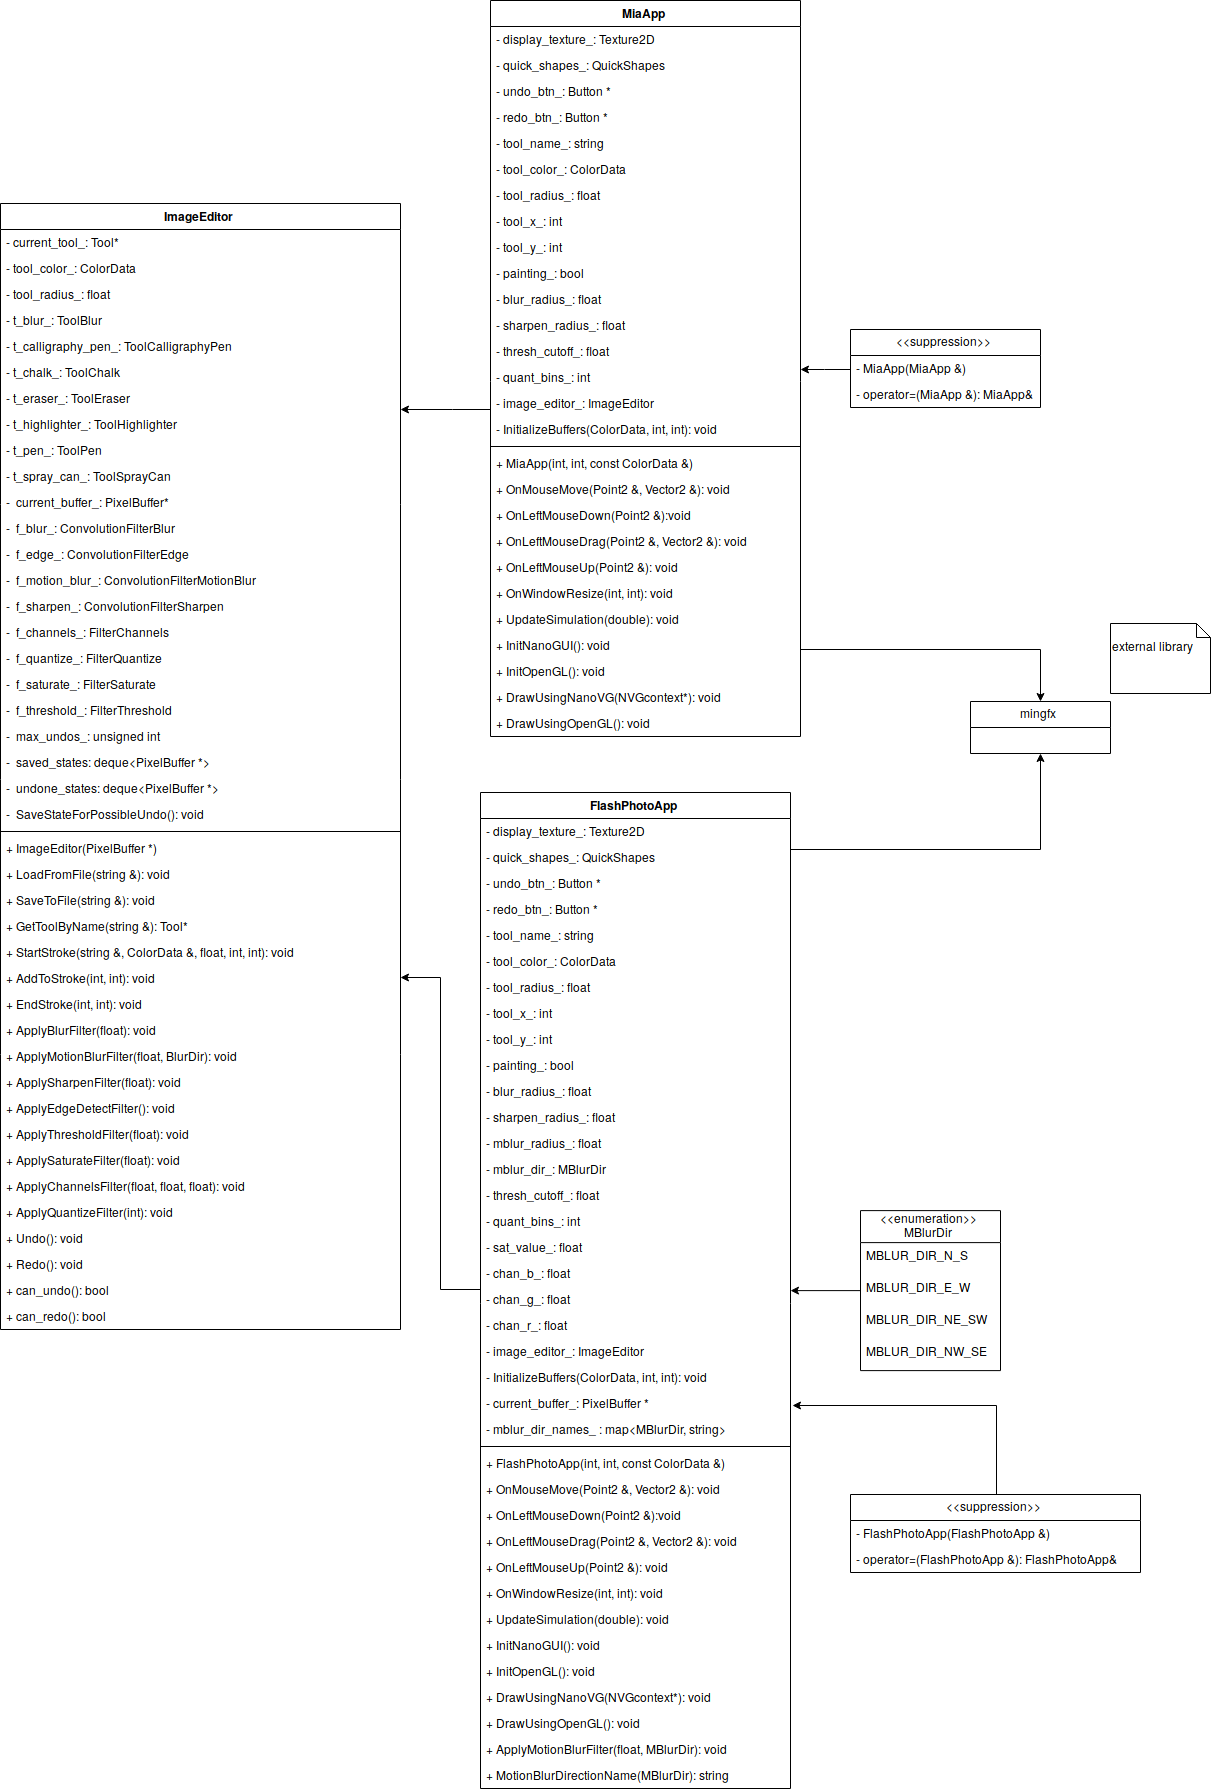 MiaApp
- display_texture_: Texture2D
- quick_shapes_: QuickShapes
- undo_btn_: Button *
- redo_btn_: Button *
- tool_name_: string
- tool_color_: ColorData
- tool_radius_: float
- tool_x_: int
- tool_y_: int
- painting_: bool
- blur_radius_: float
- sharpen_radius_: float
- thresh_cutoff_: float
- quant_bins_: int
- image_editor_: ImageEditor
- InitializeBuffers(ColorData, int, int): void
+ MiaApp(int, int, const ColorData &)
+ OnMouseMove(Point2 &, Vector2 &): void
+ OnLeftMouseDown(Point2 &):void
+ OnLeftMouseDrag(Point2 &, Vector2 &): void
+ OnLeftMouseUp(Point2 &): void
+ OnWindowResize(int, int): void
+ UpdateSimulation(double): void
+ InitNanoGUI(): void
+ InitOpenGL(): void
+ DrawUsingNanoVG(NVGcontext*): void
+ DrawUsingOpenGL(): void
ImageEditor
- current_tool_: Tool*
- tool_color_: ColorData
- tool_radius_: float
- t_blur_: ToolBlur
- t_calligraphy_pen_: ToolCalligraphyPen
- t_chalk_: ToolChalk
- t_eraser_: ToolEraser
- t_highlighter_: ToolHighlighter
- t_pen_: ToolPen
- t_spray_can_: ToolSprayCan
- current_buffer_: PixelBuffer*
- f_blur_: ConvolutionFilterBlur
- f_edge_: ConvolutionFilterEdge
- f_motion_blur_: ConvolutionFilterMotionBlur
- f_sharpen_: ConvolutionFilterSharpen
- f_channels_: FilterChannels
- f_quantize_: FilterQuantize
- f_saturate_: FilterSaturate
- f_threshold_: FilterThreshold
- max_undos_: unsigned int
- saved_states: deque<PixelBuffer *>
- undone_states: deque<PixelBuffer *>
- SaveStateForPossibleUndo(): void
+ ImageEditor(PixelBuffer *)
+ LoadFromFile(string &): void
+ SaveToFile(string &): void
+ GetToolByName(string &): Tool*
+ StartStroke(string &, ColorData &, float, int, int): void
+ AddToStroke(int, int): void
+ EndStroke(int, int): void
+ ApplyBlurFilter(float): void
+ ApplyMotionBlurFilter(float, BlurDir): void
+ ApplySharpenFilter(float): void
+ ApplyEdgeDetectFilter(): void
+ ApplyThresholdFilter(float): void
+ ApplySaturateFilter(float): void
+ ApplyChannelsFilter(float, float, float): void
+ ApplyQuantizeFilter(int): void
+ Undo(): void
+ Redo(): void
+ can_undo(): bool
+ can_redo(): bool
<<suppression>>
- MiaApp(MiaApp &)
- operator=(MiaApp &): MiaApp&
external library
mingfx
FlashPhotoApp
- display_texture_: Texture2D
- quick_shapes_: QuickShapes
- undo_btn_: Button *
- redo_btn_: Button *
- tool_name_: string
- tool_color_: ColorData
- tool_radius_: float
- tool_x_: int
- tool_y_: int
- painting_: bool
- blur_radius_: float
- sharpen_radius_: float
- mblur_radius_: float
- mblur_dir_: MBlurDir
- thresh_cutoff_: float
- quant_bins_: int
- sat_value_: float
- chan_b_: float
- chan_g_: float
- chan_r_: float
- image_editor_: ImageEditor
- InitializeBuffers(ColorData, int, int): void
- current_buffer_: PixelBuffer *
- mblur_dir_names_ : map<MBlurDir, string>
+ FlashPhotoApp(int, int, const ColorData &)
+ OnMouseMove(Point2 &, Vector2 &): void
+ OnLeftMouseDown(Point2 &):void
+ OnLeftMouseDrag(Point2 &, Vector2 &): void
+ OnLeftMouseUp(Point2 &): void
+ OnWindowResize(int, int): void
+ UpdateSimulation(double): void
+ InitNanoGUI(): void
+ InitOpenGL(): void
+ DrawUsingNanoVG(NVGcontext*): void
+ DrawUsingOpenGL(): void
+ ApplyMotionBlurFilter(float, MBlurDir): void
+ MotionBlurDirectionName(MBlurDir): string
<<enumeration>>
MBlurDir
MBLUR_DIR_N_S
MBLUR_DIR_E_W
MBLUR_DIR_NE_SW
MBLUR_DIR_NW_SE
<<suppression>>
- FlashPhotoApp(FlashPhotoApp &)
- operator=(FlashPhotoApp &): FlashPhotoApp&